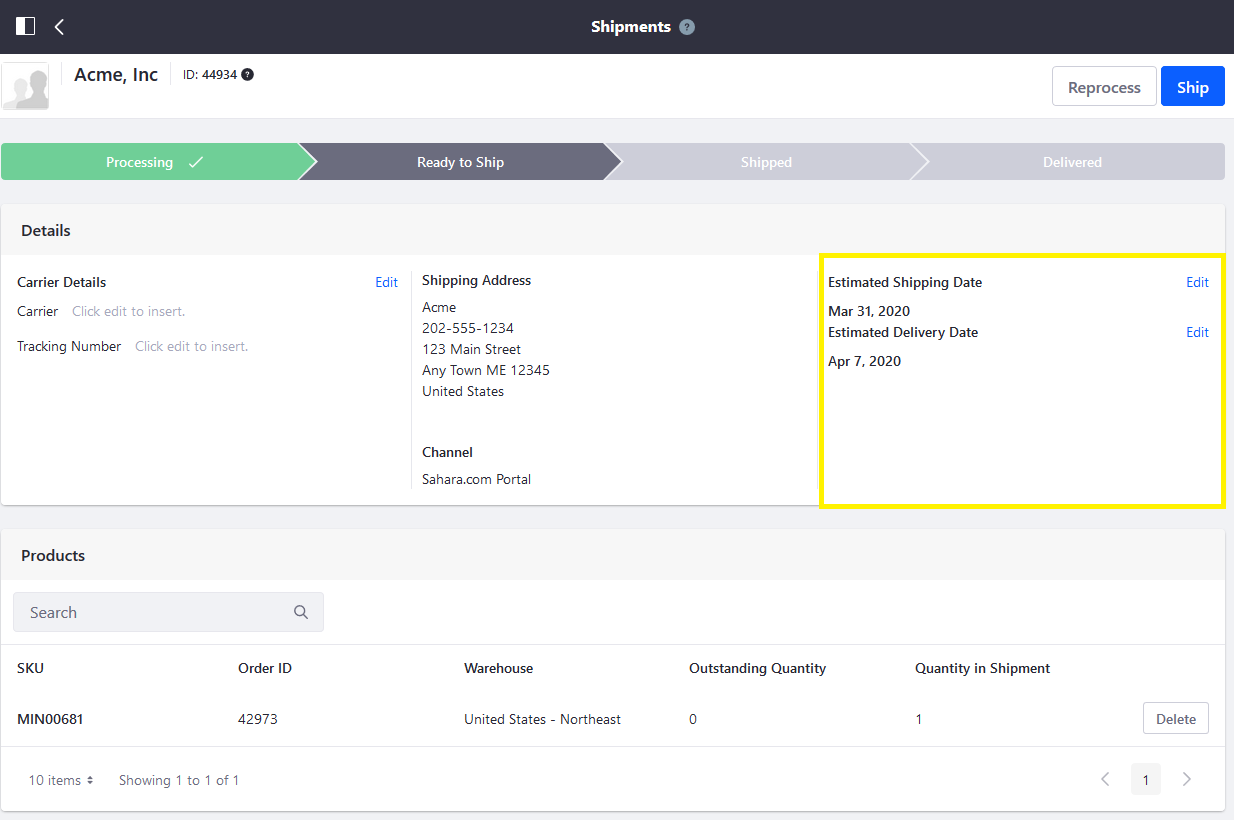 Shipments ?
Acme, Inc
ID: 44934 ?
Reprocess
Ship
Processing
Ready to Ship
Shipped
Delivered
Details
Carrier Details
Edit
Carrier Click edit to insert.
Tracking Number Click edit to insert.
Shipping Address
Acme
202-555-1234
123 Main Street
Any Town ME 12345
United States
Channel
Sahara.com Portal
Estimated Shipping Date
Edit
Mar 31, 2020
Estimated Delivery Date
Edit
Apr 7, 2020
Products
Search
SKU Order ID Warehouse Outstanding Quantity Quantity in Shipment
MIN00681 42973 United States - Northeast 0 1 Delete
10 items Showing 1 to 1 of 1 1